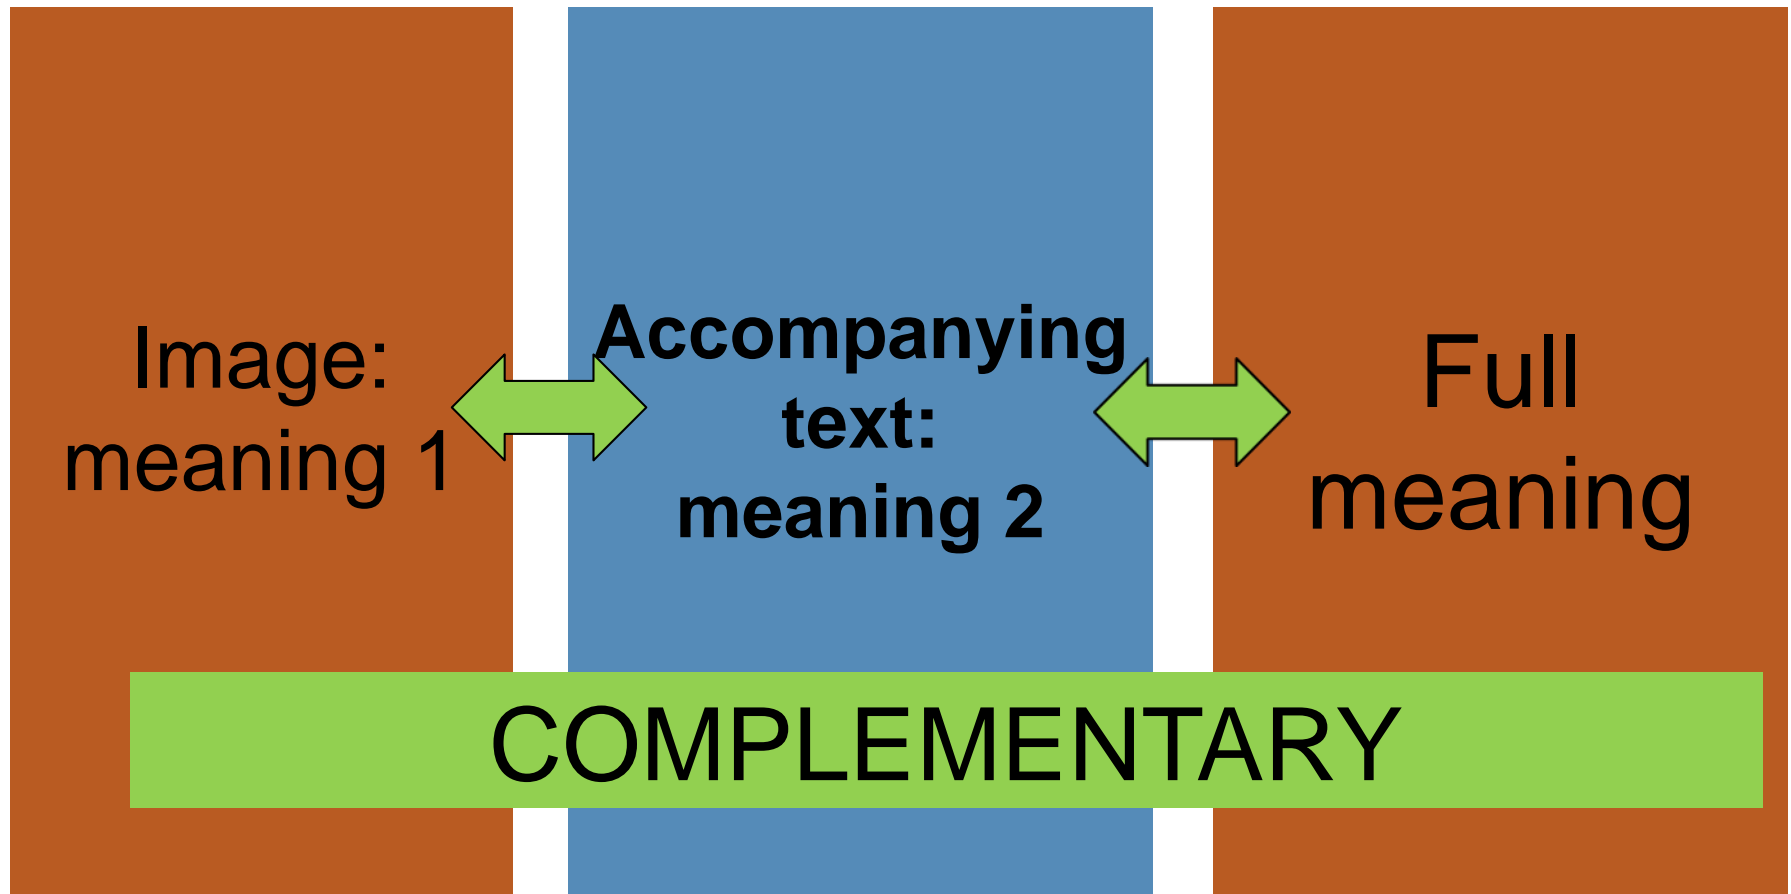 Image:
meaning 1
Accompanying
text:
meaning 2
Full
meaning
COMPLEMENTARY